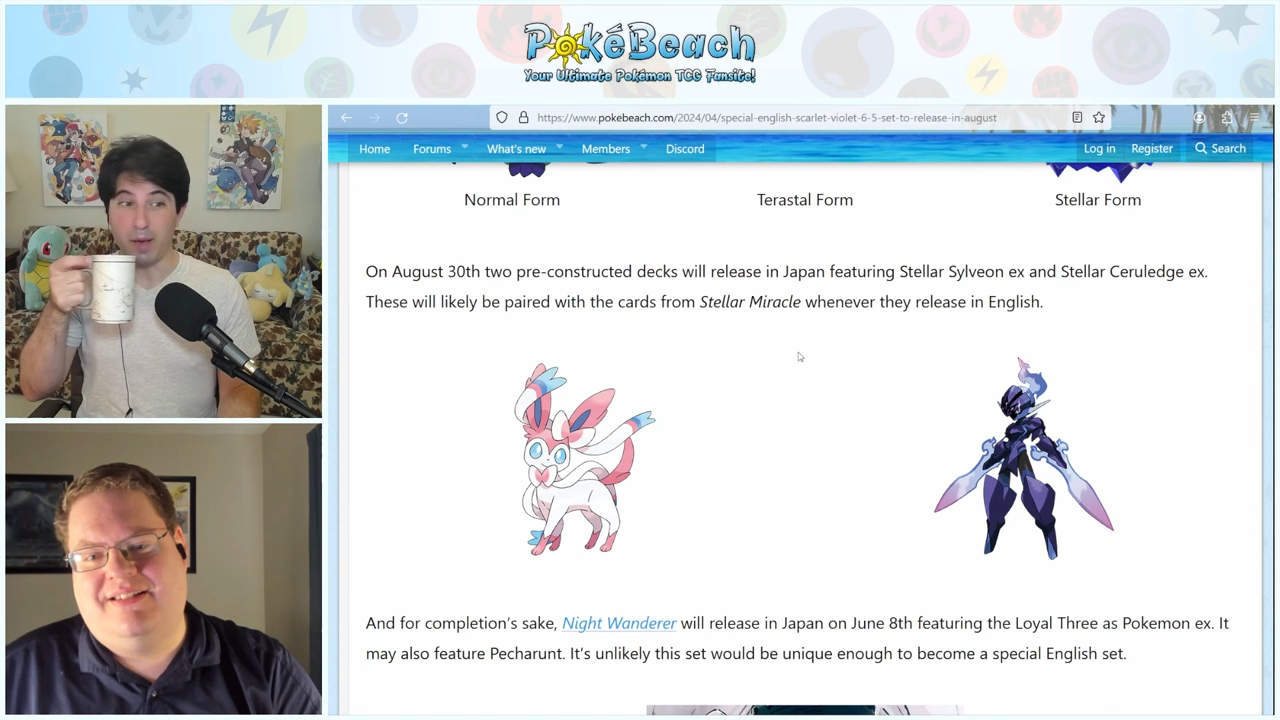 PokéBeach
Your Ultimate Pokémon TCG Fansite!
https://www.pokebeach.com/2024/04/special-english-scarlet-violet-6-5-set-to-release-in-august
Home Forums What's new Members Discord Log in Register Search
Normal Form Terastal Form Stellar Form
On August 30th two pre-constructed decks will release in Japan featuring Stellar Sylveon ex and Stellar Ceruledge ex.
These will likely be paired with the cards from Stellar Miracle whenever they release in English.
And for completion’s sake, Night Wanderer will release in Japan on June 8th featuring the Loyal Three as Pokemon ex. It
may also feature Pecharunt. It’s unlikely this set would be unique enough to become a special English set.